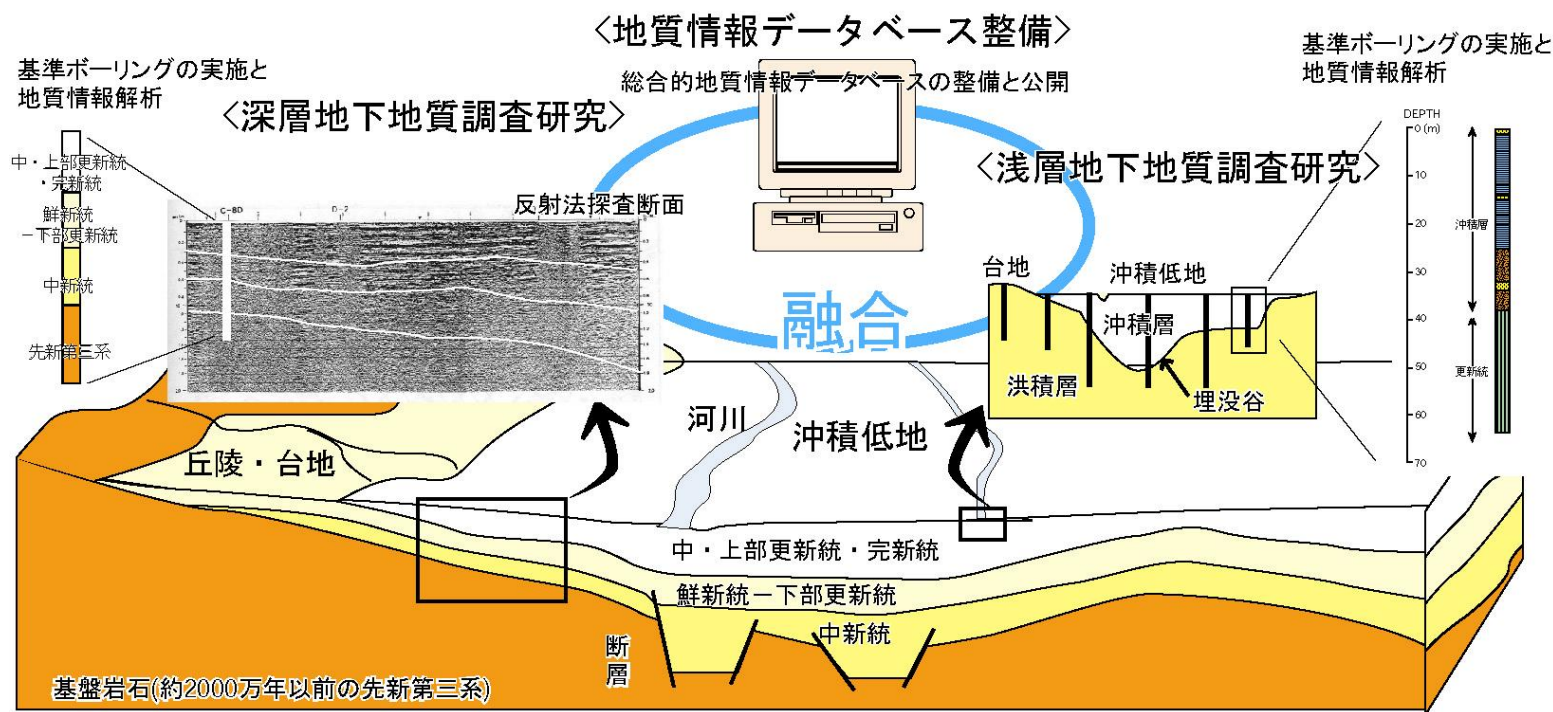 〈地質情報データベース整備〉
総合的地質情報データベースの整備と公開
基準ボーリングの実施と
地質情報解析
〈深層地下地質調査研究〉
中・上部更新統
・完新統
鮮新統
－下部更新統
中新統
先新第三系
C-BD
D-2
反射法探査断面
融合
基準ボーリングの実施と
地質情報解析
〈浅層地下地質調査研究〉
DEPTH
0 (m)
10
20
30
40
50
60
70
沖積層
更新統
台地
沖積低地
沖積層
洪積層
埋没谷
河川
沖積低地
丘陵・台地
中・上部更新統・完新統
鮮新統－下部更新統
中新統
断
層
基盤岩石(約2000万年以前の先新第三系)